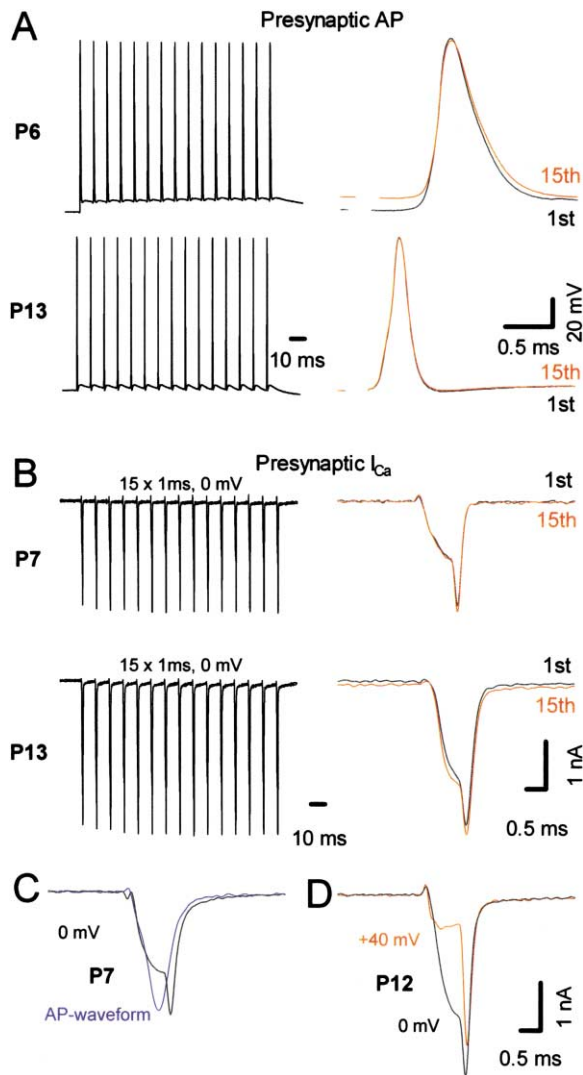 A
Presynaptic AP
P6
15th
1st
P13
10 ms
0.5 ms
20 mV
15th
1st
B
Presynaptic I_Ca
15 x 1ms, 0 mV
1st
15th
P7
15 x 1ms, 0 mV
1st
15th
P13
1 nA
10 ms
0.5 ms
C
D
0 mV
+40 mV
P7
P12
AP-waveform
0 mV
1 nA
0.5 ms